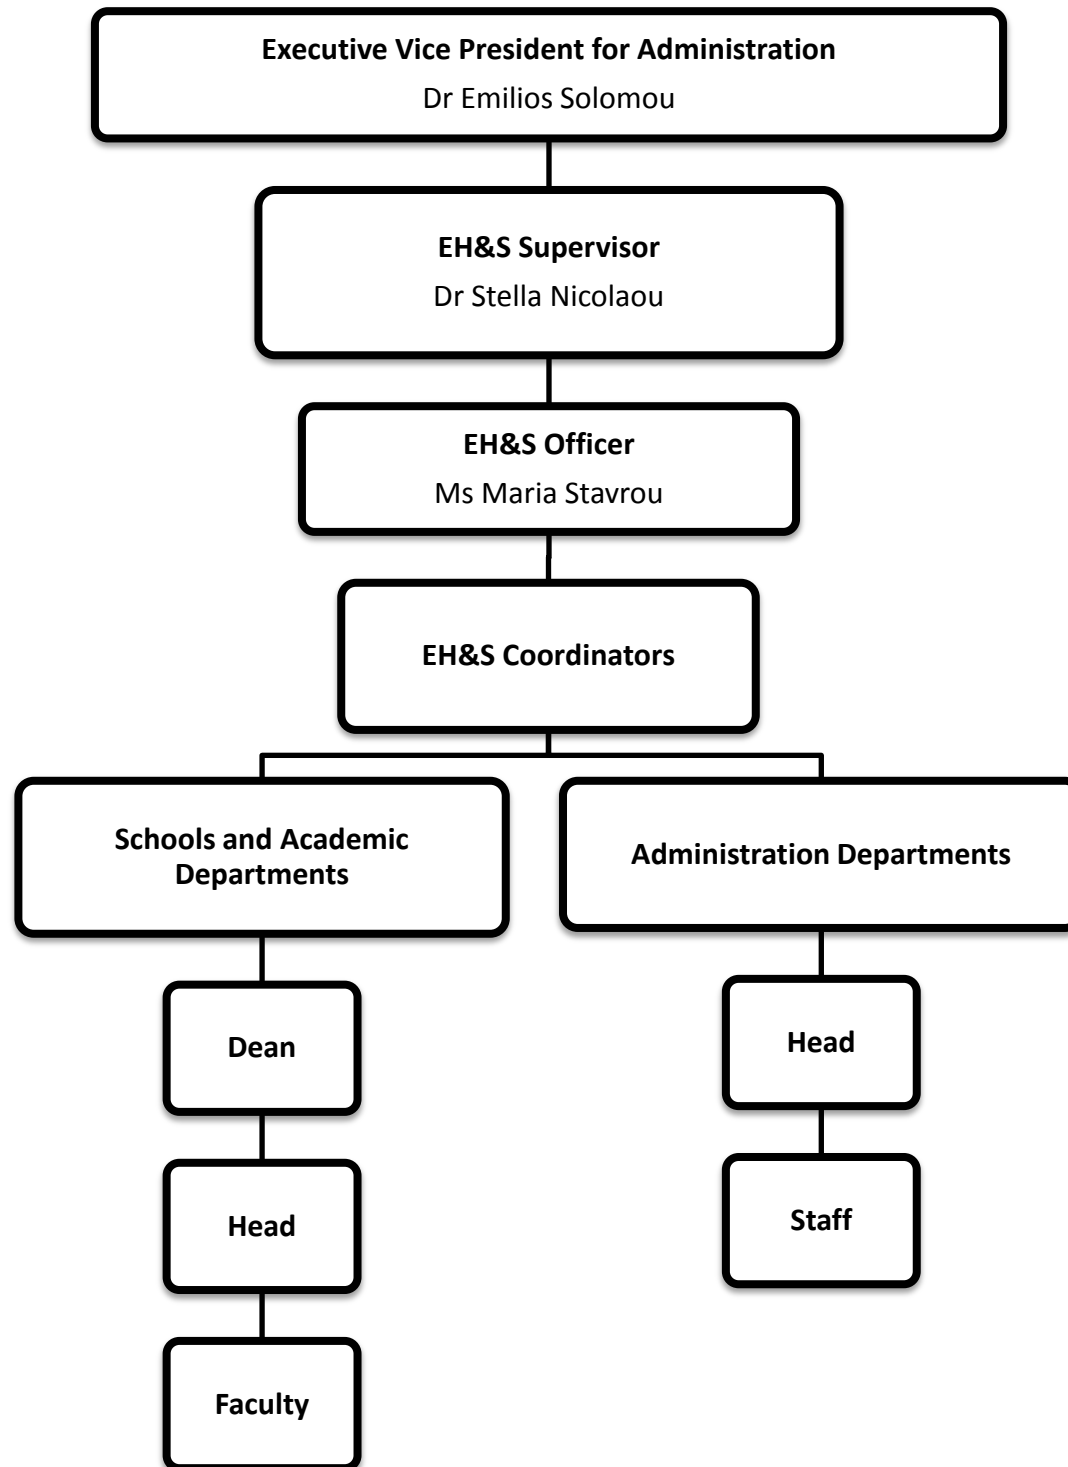 Executive Vice President for Administration
Dr Emilios Solomou
EH&S Supervisor
Dr Stella Nicolaou
EH&S Officer
Ms Maria Stavrou
EH&S Coordinators
Schools and Academic
Departments
Administration Departments
Dean
Head
Head
Staff
Faculty